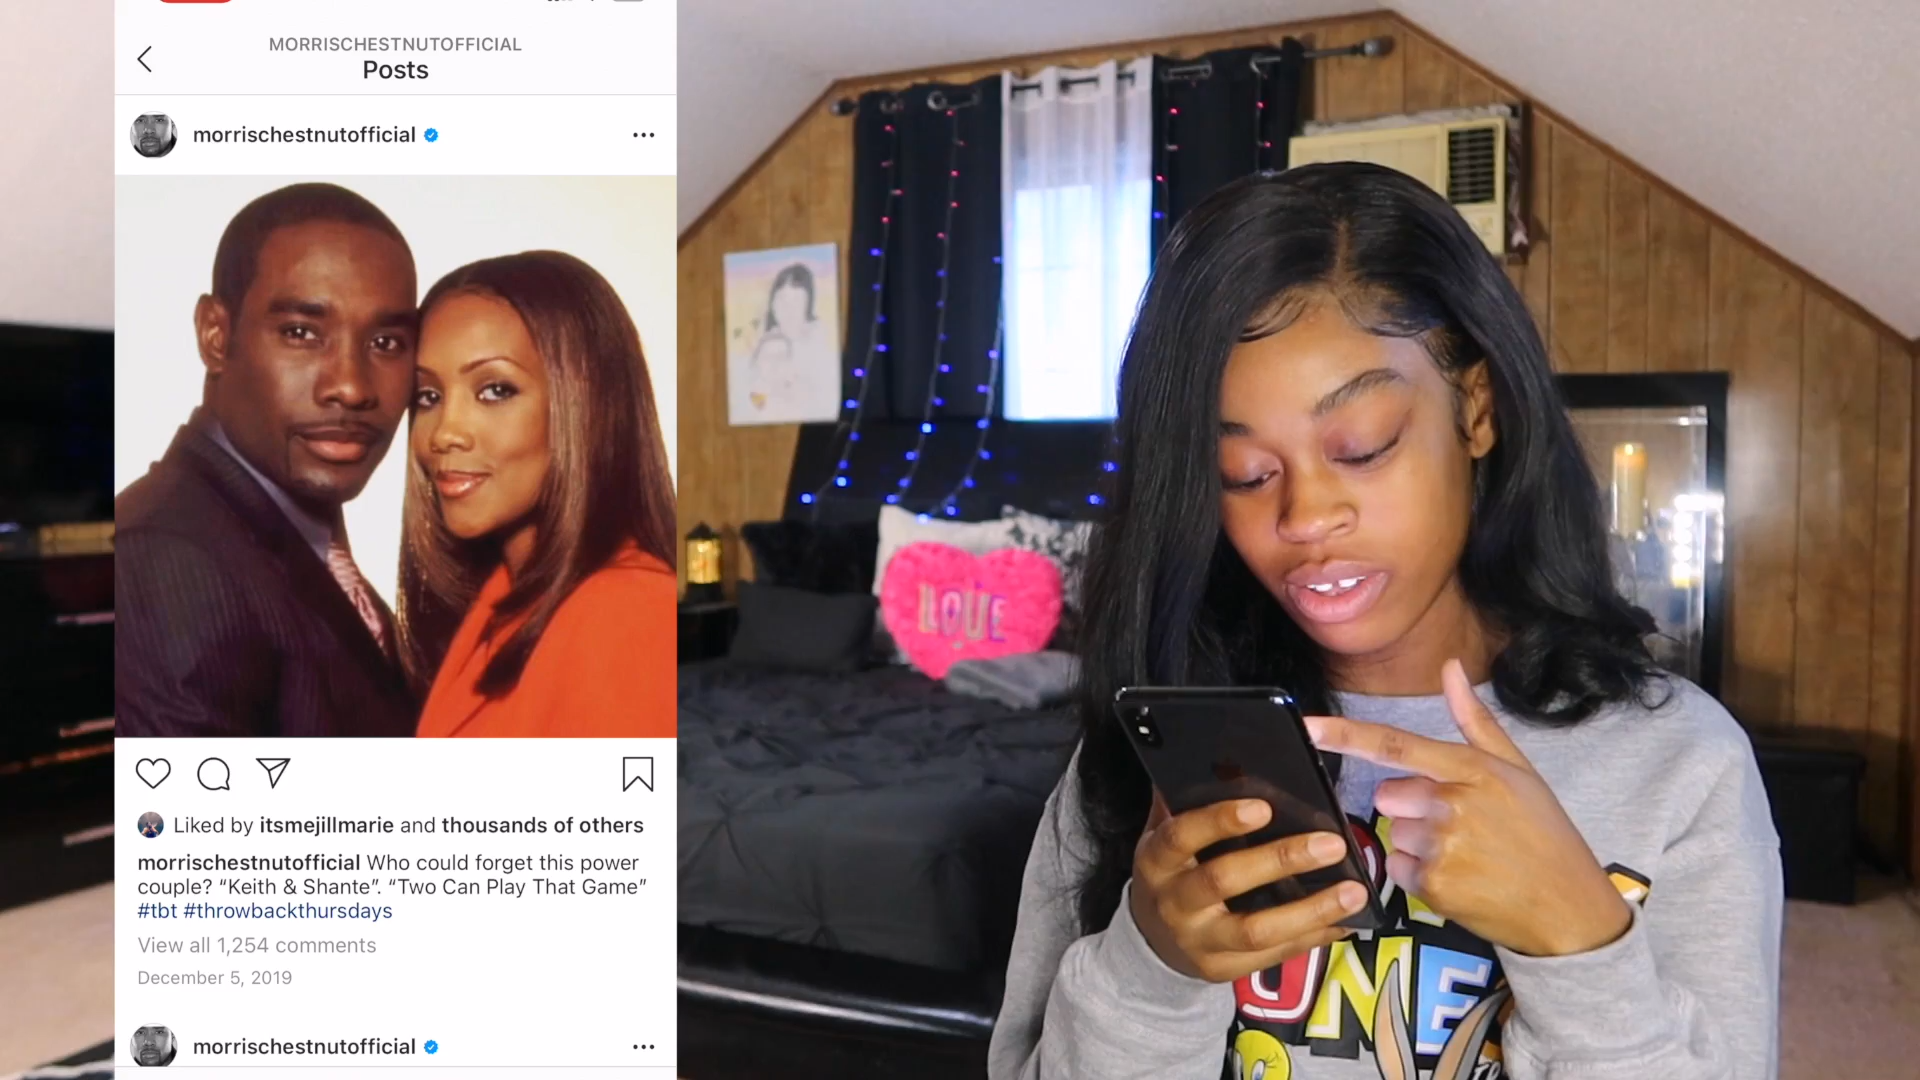 MORRISCHESTNUTOFFICIAL
Posts
morrischestnutofficial
Liked by itsmejillmarie and thousands of others
morrischestnutofficial Who could forget this power
couple? “Keith & Shante”. “Two Can Play That Game”
#tbt #throwbackthursdays
View all 1,254 comments
December 5, 2019
morrischestnutofficial
LOVE